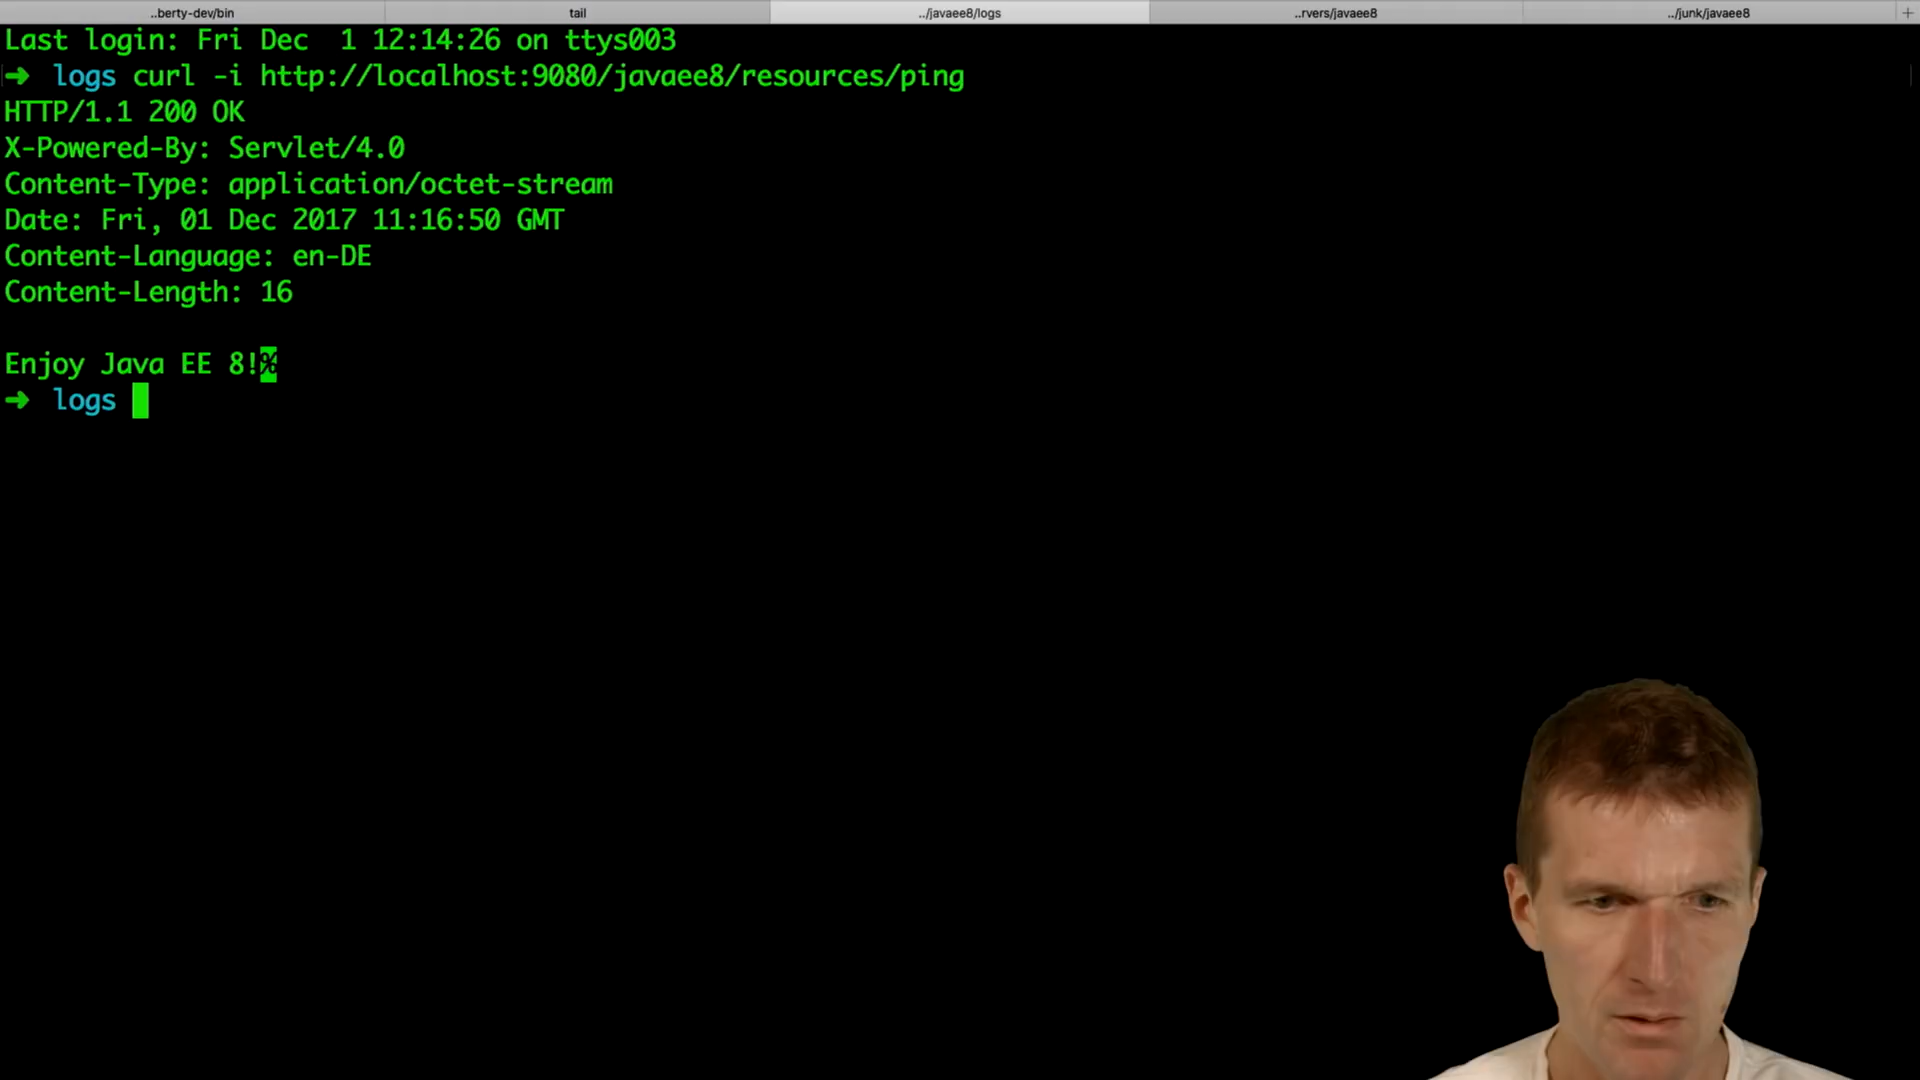 ..berty-dev/bin
tail
../javaee8/logs
..rvers/javaee8
../junk/javaee8
+
Last login: Fri Dec  1 12:14:26 on ttys003
➜  logs curl -i http://localhost:9080/javaee8/resources/ping
HTTP/1.1 200 OK
X-Powered-By: Servlet/4.0
Content-Type: application/octet-stream
Date: Fri, 01 Dec 2017 11:16:50 GMT
Content-Language: en-DE
Content-Length: 16
Enjoy Java EE 8!%
➜  logs